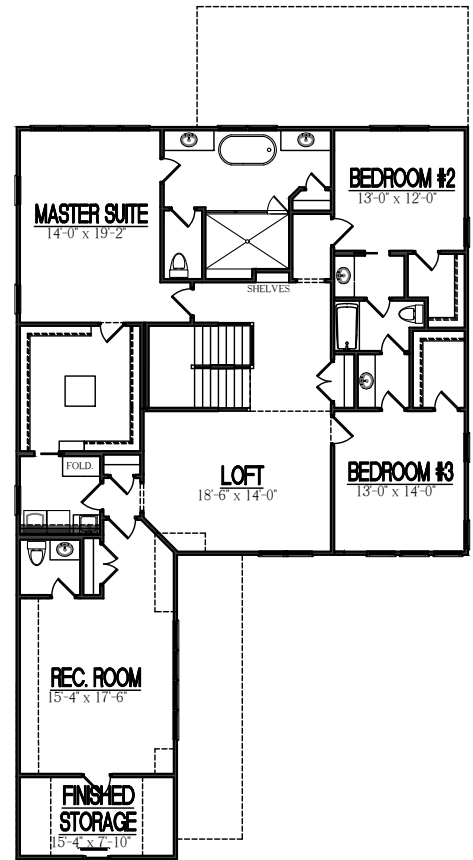 BEDROOM #2
13'-0" x 12'-0"
MASTER SUITE
14'-0" x 19'-2"
SHELVES
FOLD.
LOFT
18'-6" x 14'-0"
BEDROOM #3
13'-0" x 14'-0"
REC. ROOM
15'-4" x 17'-6"
FINISHED
STORAGE
15'-4" x 7'-10"